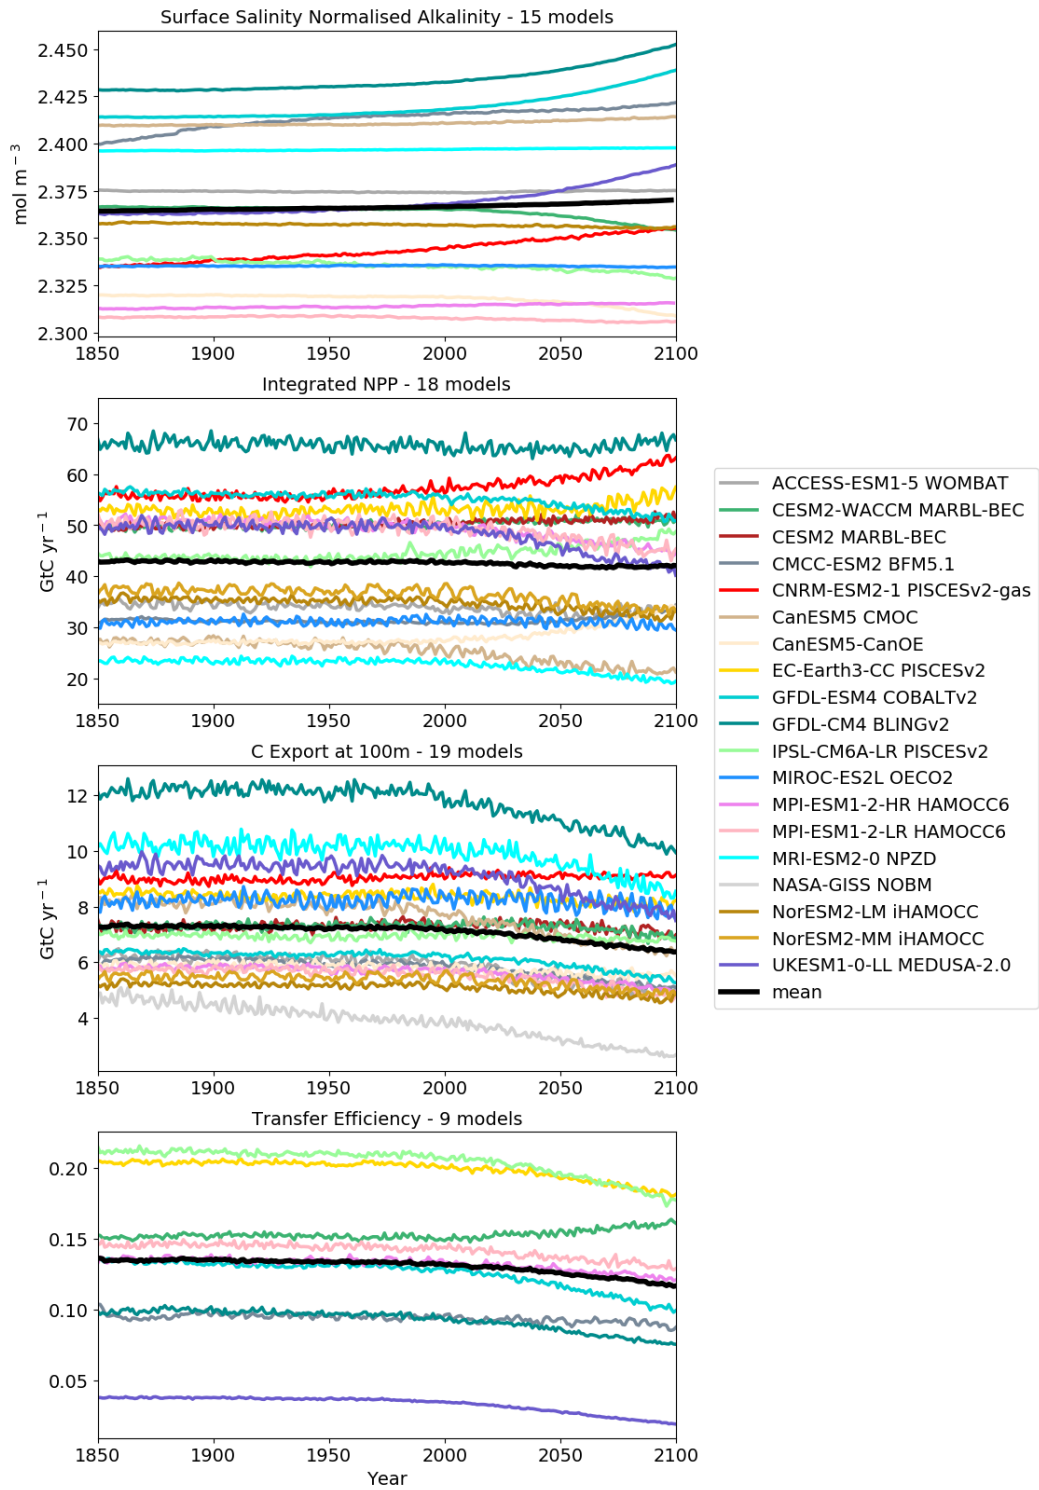 Surface Salinity Normalised Alkalinity - 15 models
2.450
2.425
2.400
2.375
2.350
2.325
2.300
mol m⁻³
1850 1900 1950 2000 2050 2100
Integrated NPP - 18 models
70
60
50
40
30
20
GtC yr⁻¹
1850 1900 1950 2000 2050 2100
C Export at 100m - 19 models
12
10
8
6
4
GtC yr⁻¹
1850 1900 1950 2000 2050 2100
Transfer Efficiency - 9 models
0.20
0.15
0.10
0.05
1850 1900 1950 2000 2050 2100
Year
ACCESS-ESM1-5 WOMBAT
CESM2-WACCM MARBL-BEC
CESM2 MARBL-BEC
CMCC-ESM2 BFM5.1
CNRM-ESM2-1 PISCESv2-gas
CanESM5 CMOC
CanESM5-CanOE
EC-Earth3-CC PISCESv2
GFDL-ESM4 COBALTv2
GFDL-CM4 BLINGv2
IPSL-CM6A-LR PISCESv2
MIROC-ES2L OECO2
MPI-ESM1-2-HR HAMOCC6
MPI-ESM1-2-LR HAMOCC6
MRI-ESM2-0 NPZD
NASA-GISS NOBM
NorESM2-LM iHAMOCC
NorESM2-MM iHAMOCC
UKESM1-0-LL MEDUSA-2.0
mean